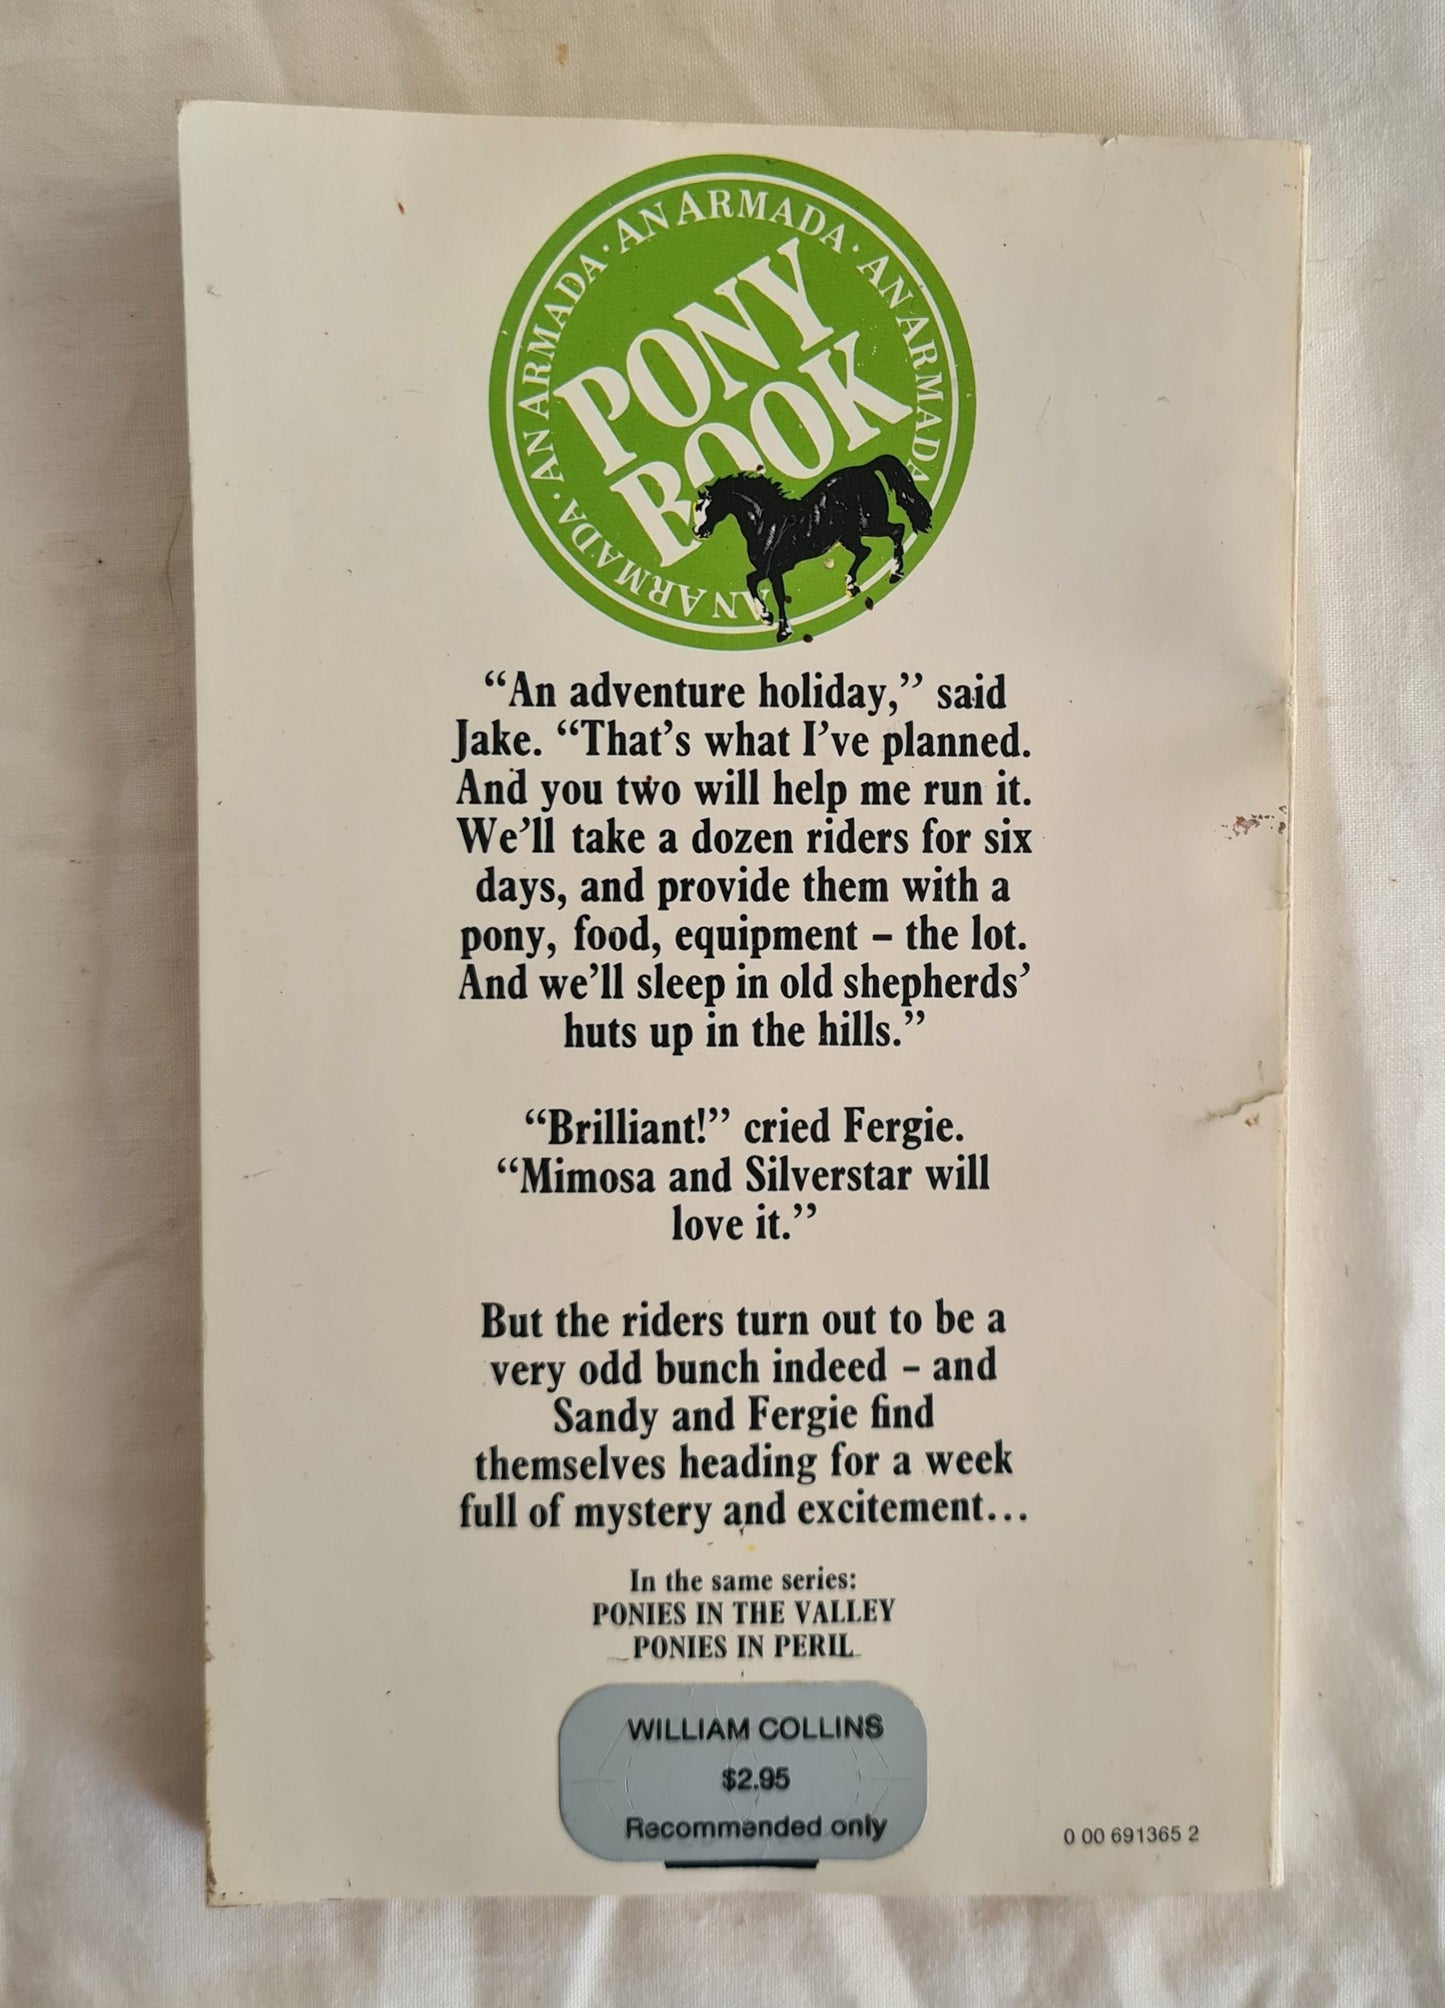 AN ARMADA · AN ARMADA · AN ARMADA · AN ARMADA
PONY
BOOK
“An adventure holiday,” said
Jake. “That’s what I’ve planned.
And you two will help me run it.
We’ll take a dozen riders for six
days, and provide them with a
pony, food, equipment – the lot.
And we’ll sleep in old shepherds’
huts up in the hills.”
“Brilliant!” cried Fergie.
“Mimosa and Silverstar will
love it.”
But the riders turn out to be a
very odd bunch indeed – and
Sandy and Fergie find
themselves heading for a week
full of mystery and excitement...
In the same series:
PONIES IN THE VALLEY
PONIES IN PERIL
WILLIAM COLLINS
$2.95
Recommended only
0 00 691365 2